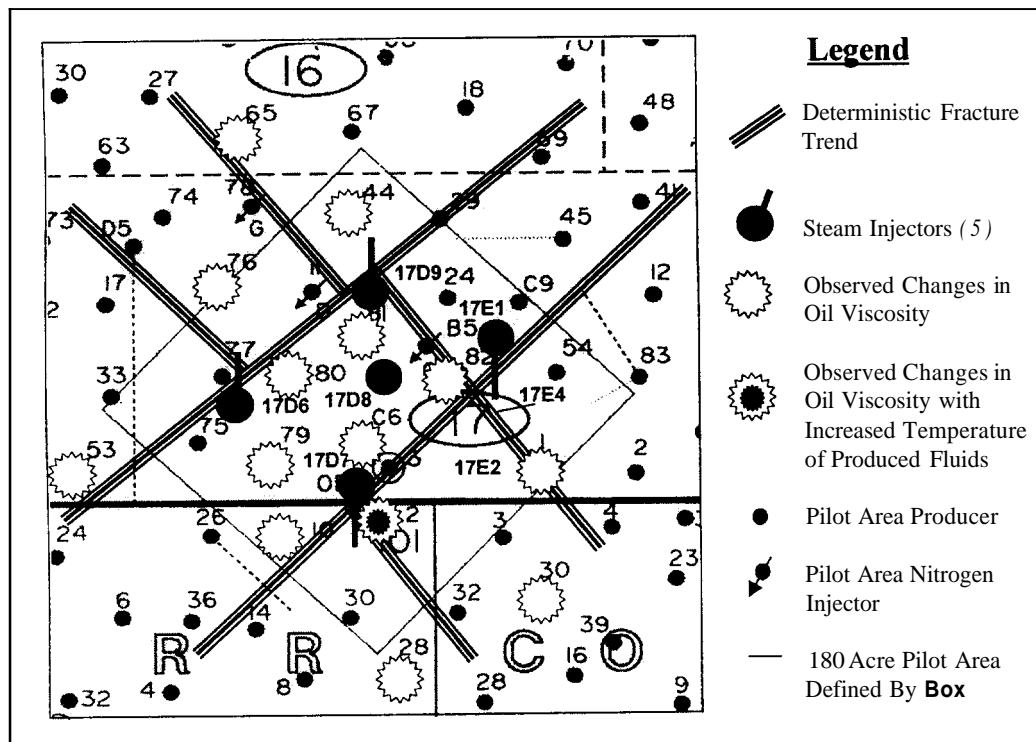 Legend
Deterministic Fracture
Trend
Steam Injectors (5)
Observed Changes in
Oil Viscosity
Observed Changes in
Oil Viscosity with
Increased Temperature
of Produced Fluids
Pilot Area Producer
Pilot Area Nitrogen
Injector
180 Acre Pilot Area
Defined By Box
16
70
30
27
65
67
18
48
69
63
78
44
74
29
41
73
D5
G
45
76
17D9
24
C9
12
17
17E1
B5
77
82
54
83
33
80
17D8
17E4
17D6
C6
17
75
79
17D7
17E2
53
2
26
10
2
3
4
24
01
23
30
6
36
14
30
32
39
R
R
C
O
28
16
32
4
8
28
9